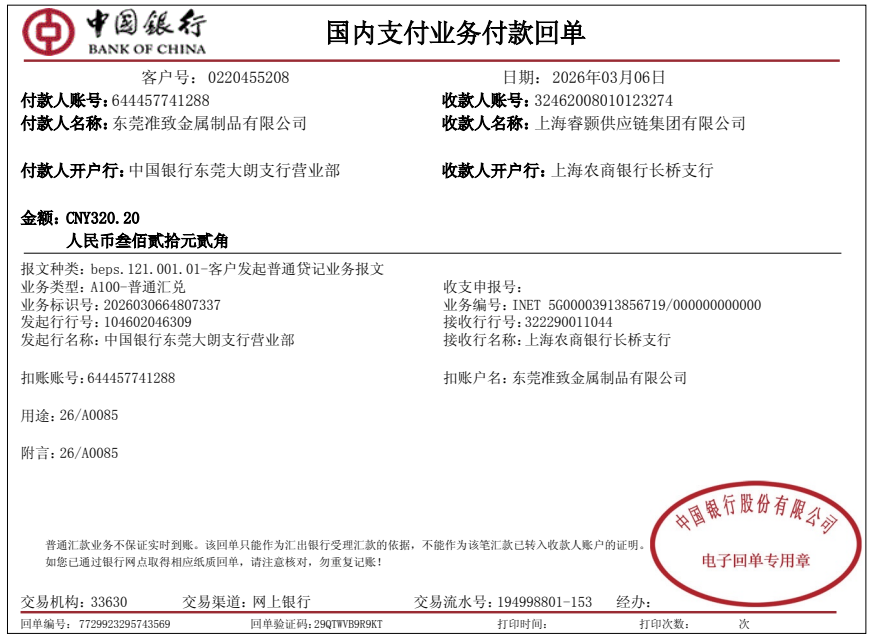 中国银行
BANK OF CHINA
国内支付业务付款回单
客户号: 0220455208 日期: 2026年03月06日
付款人账号:644457741288 收款人账号:32462008010123274
付款人名称:东莞准致金属制品有限公司 收款人名称:上海睿颢供应链集团有限公司
付款人开户行:中国银行东莞大朗支行营业部 收款人开户行:上海农商银行长桥支行
金额: CNY320.20
人民币叁佰贰拾元贰角
报文种类: beps.121.001.01-客户发起普通贷记业务报文
业务类型: A100-普通汇兑 收支申报号:
业务标识号: 2026030664807337 业务编号: INET 5G00003913856719/000000000000
发起行行号: 104602046309 接收行行号:322290011044
发起行名称: 中国银行东莞大朗支行营业部 接收行名称:上海农商银行长桥支行
扣账账号:644457741288 扣账户名: 东莞准致金属制品有限公司
用途: 26/A0085
附言: 26/A0085
中国银行股份有限公司
电子回单专用章
普通汇款业务不保证实时到账。该回单只能作为汇出银行受理汇款的依据，不能作为该笔汇款已转入收款人账户的证明。
如您已通过银行网点取得相应纸质回单，请注意核对，勿重复记账！
交易机构: 33630 交易渠道: 网上银行 交易流水号: 194998801-153 经办:
回单编号: 7729923295743569 回单验证码:29QTWVB9R9KT 打印时间: 打印次数: 次